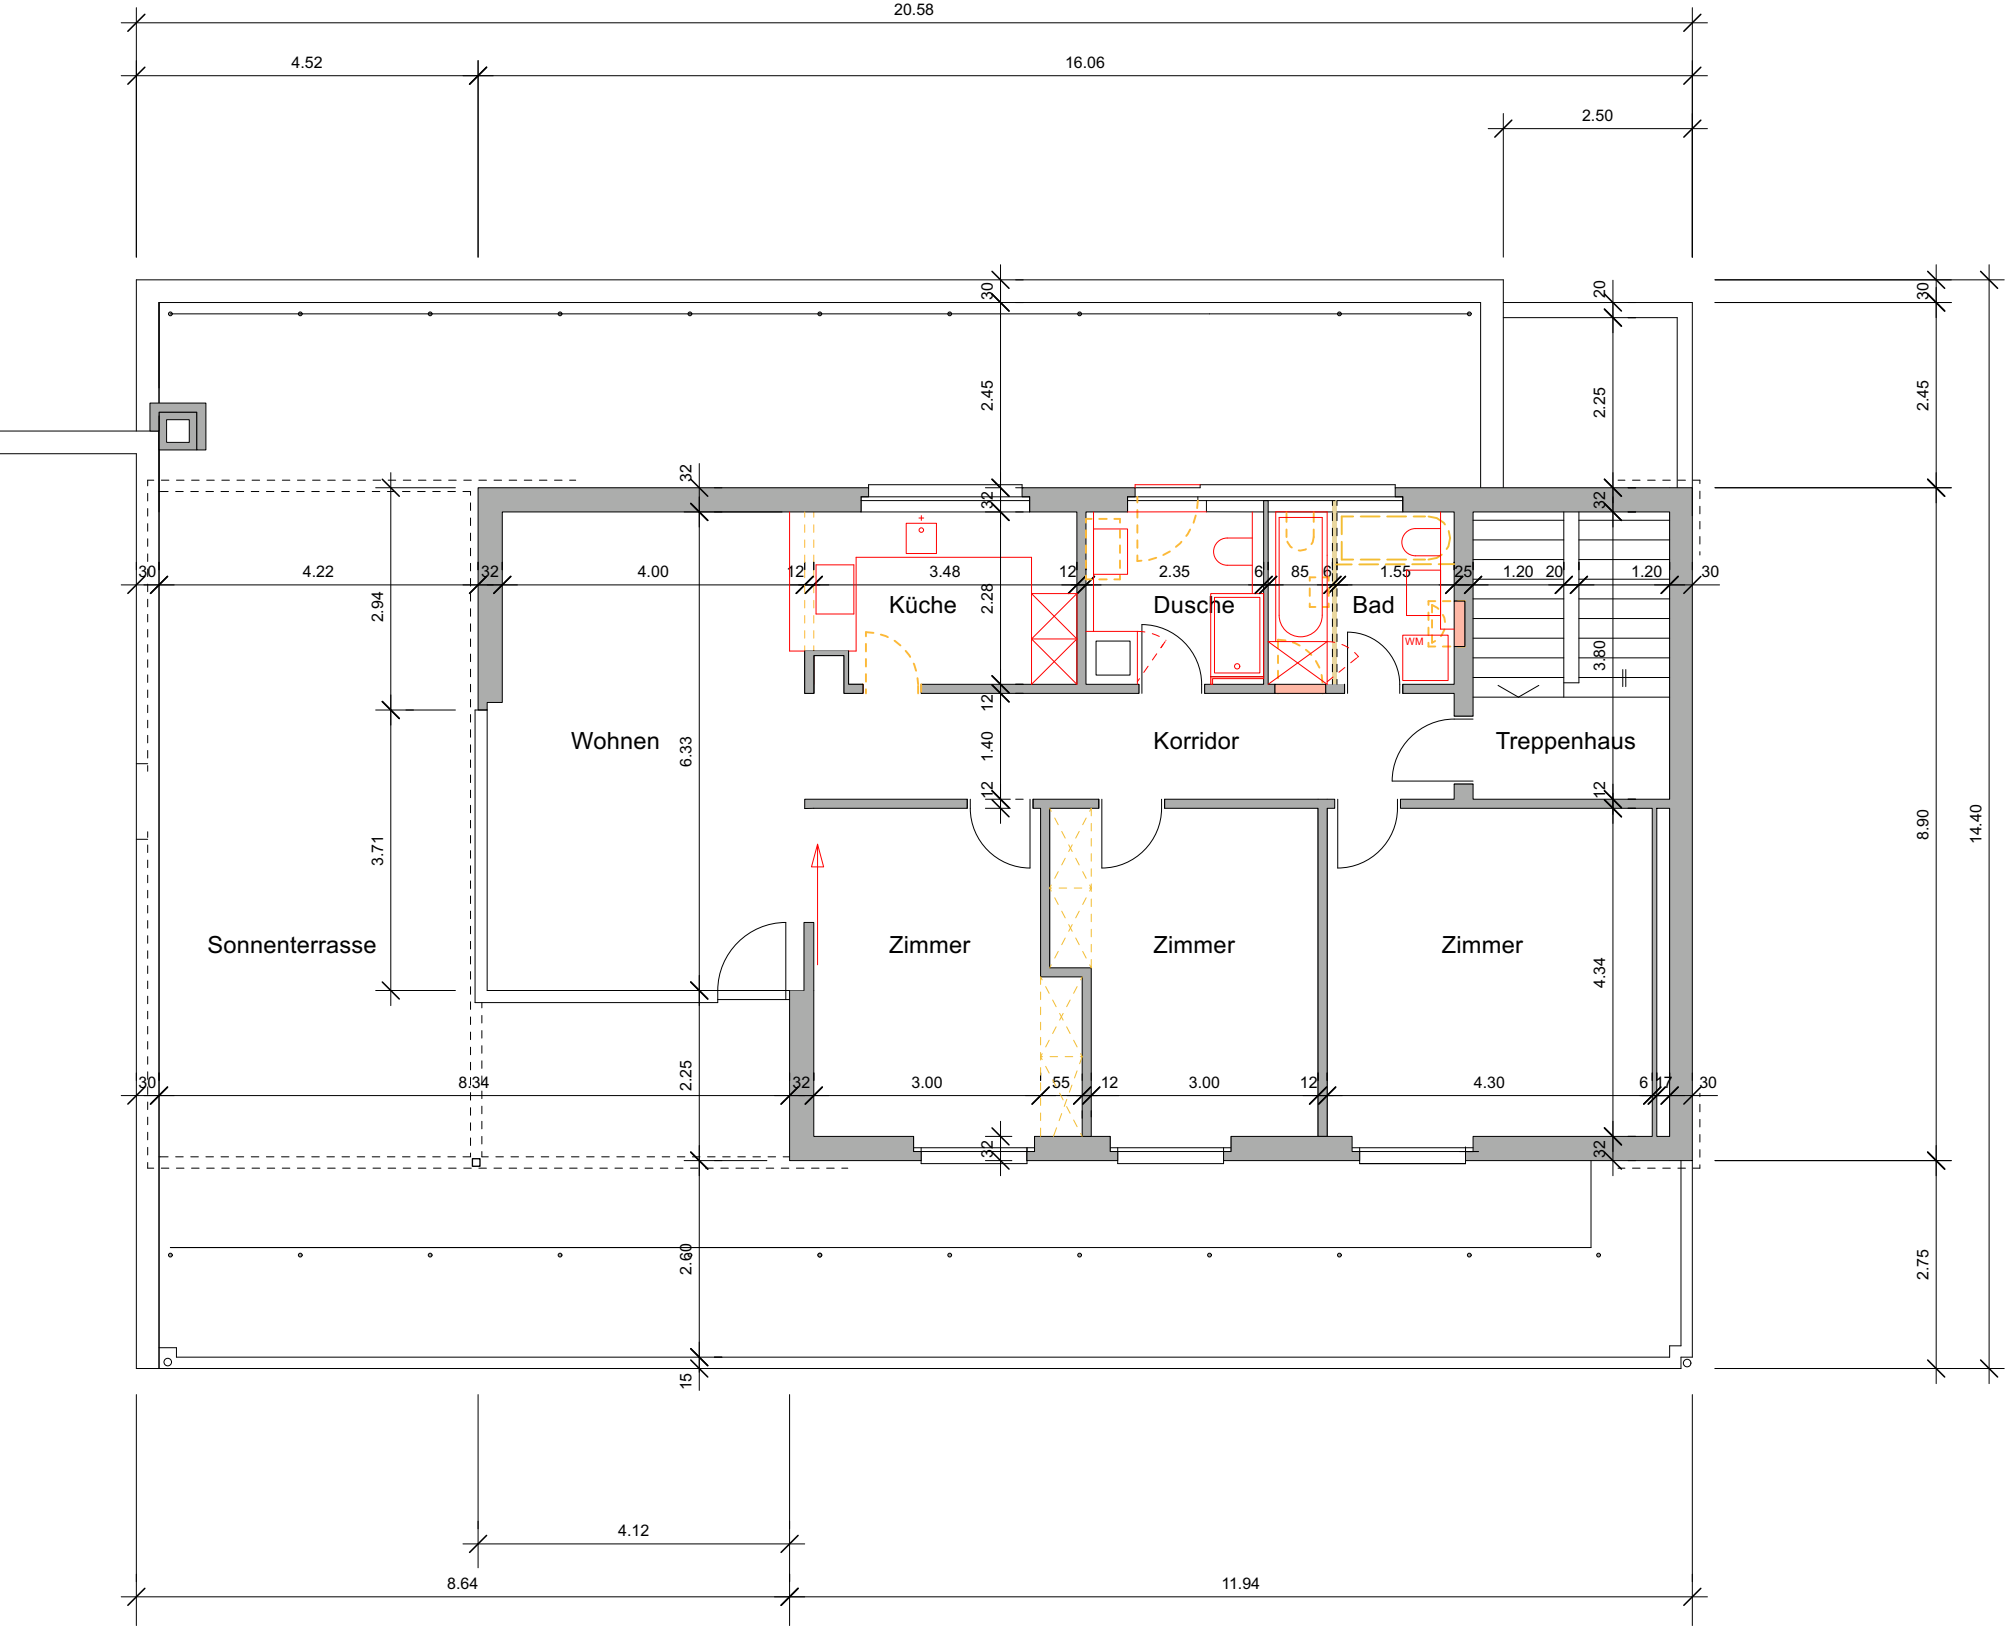 20.58
4.52 16.06
2.50
30 20 30
2.45 2.25 2.45
32 32 32
30 4.22 32 4.00 12 3.48 12 2.35 6 85 6 1.55 25 1.20 20 1.20 30
2.94 2.28
Küche Dusche Bad
WM
3.80
12
Wohnen 6.33 1.40 Korridor Treppenhaus
12 12
3.71 8.90 14.40
Sonnenterrasse Zimmer Zimmer Zimmer
4.34
2.25
30 8.34 32 3.00 55 12 3.00 12 4.30 6 17 30
32 32
2.60 2.75
15
4.12
8.64 11.94